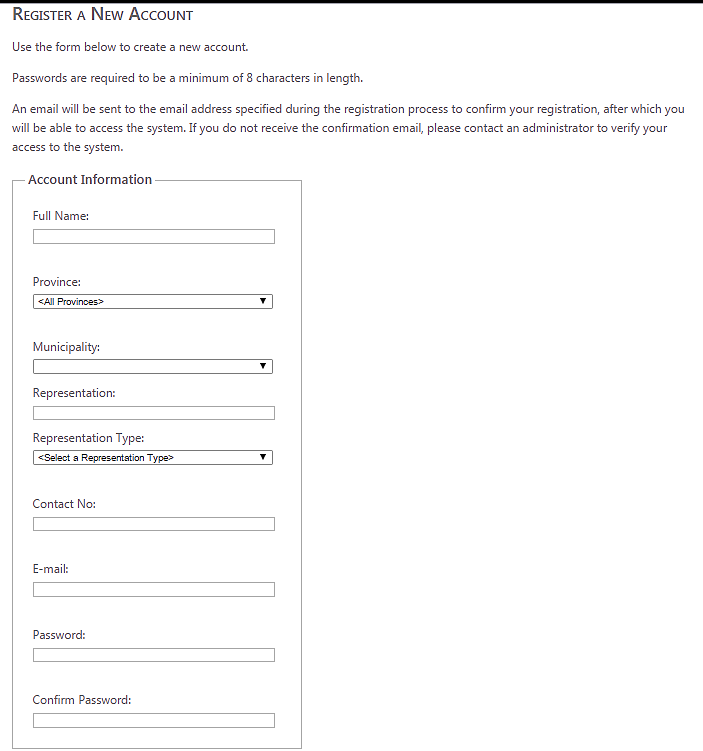 Register a New Account
Use the form below to create a new account.
Passwords are required to be a minimum of 8 characters in length.
An email will be sent to the email address specified during the registration process to confirm your registration, after which you
will be able to access the system. If you do not receive the confirmation email, please contact an administrator to verify your
access to the system.
Account Information
Full Name:
Province:
<All Provinces>
Municipality:
Representation:
Representation Type:
<Select a Representation Type>
Contact No:
E-mail:
Password:
Confirm Password: